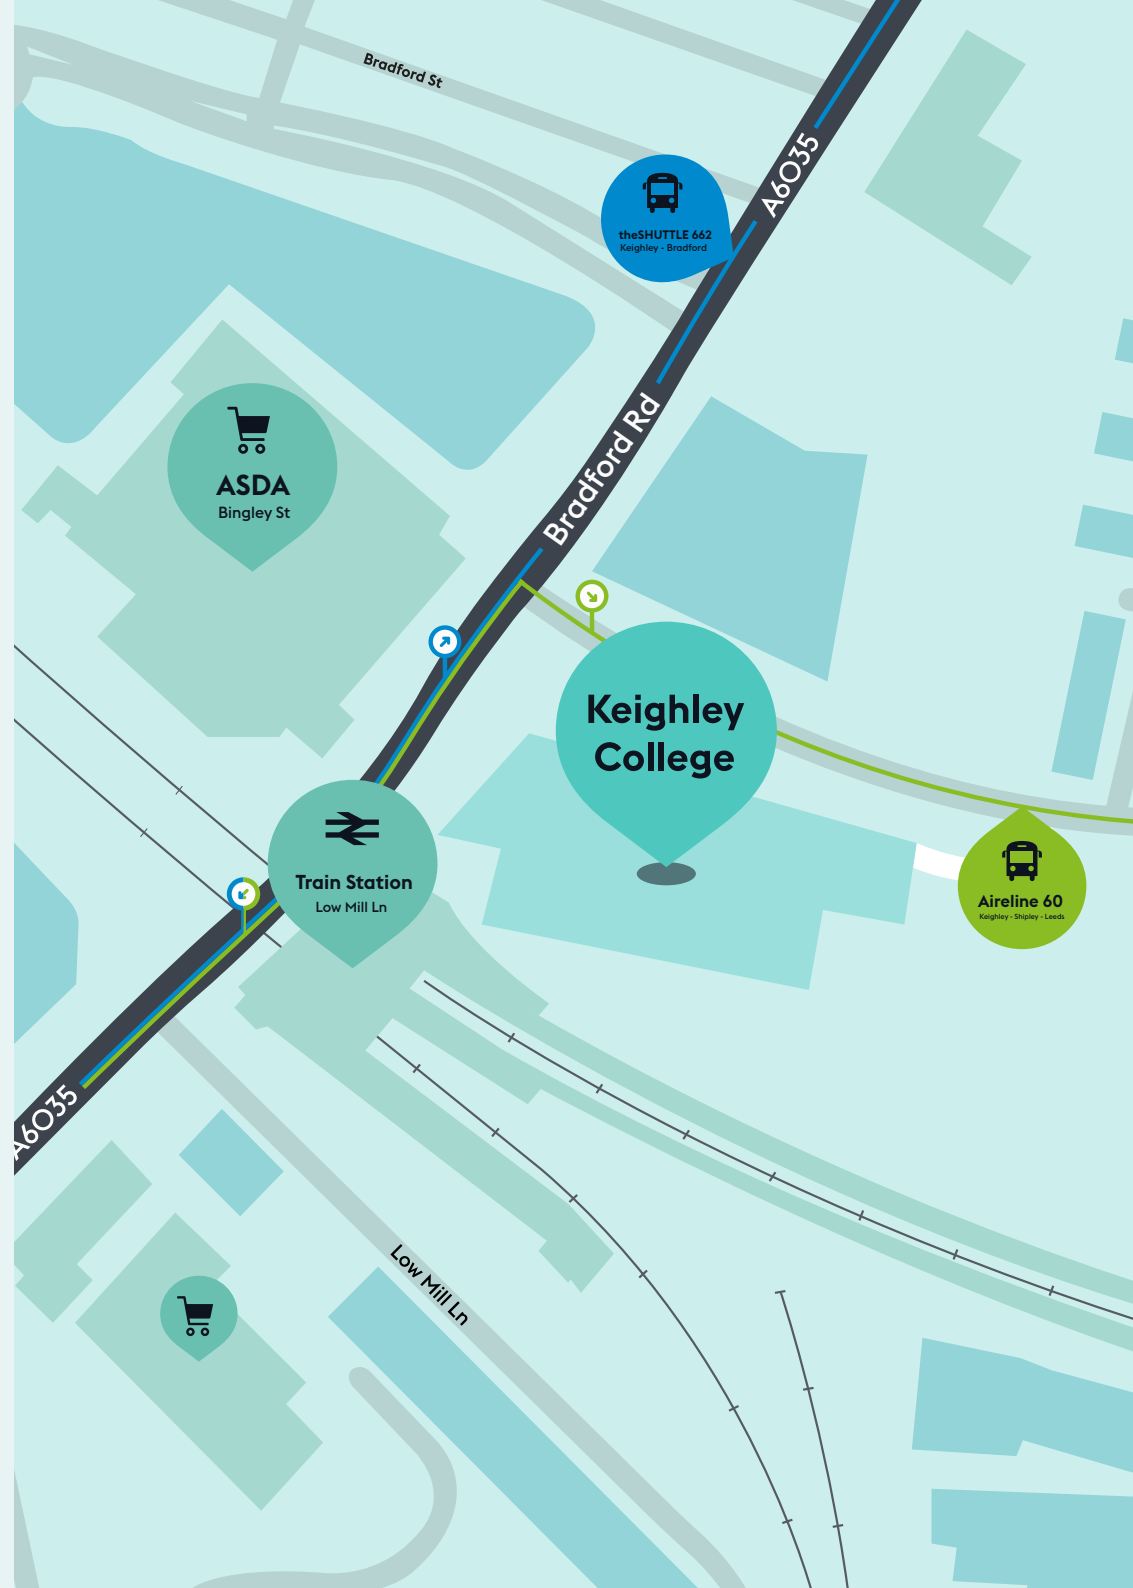 Bradford St
A6035
theSHUTTLE 662
Keighley - Bradford
Bradford Rd
ASDA
Bingley St
Keighley
College
Train Station
Low Mill Ln
Aireline 60
Keighley - Shipley - Leeds
A6035
Low Mill Ln